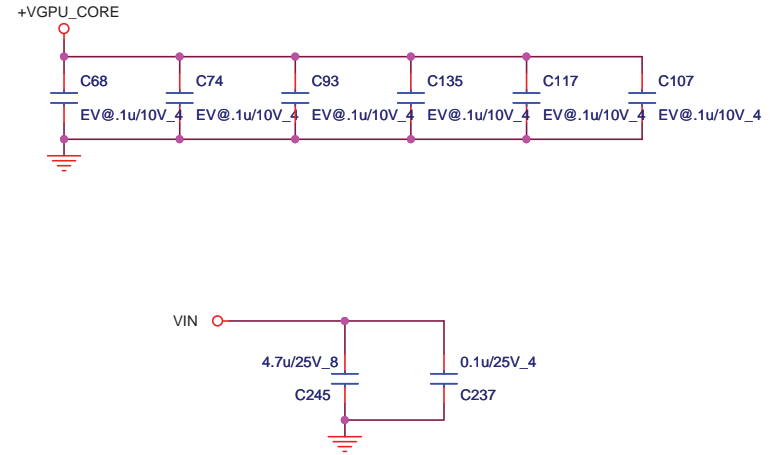 +VGPU_CORE
C68 C74 C93 C135 C117 C107
EV@.1u/10V_4 EV@.1u/10V_4 EV@.1u/10V_4 EV@.1u/10V_4 EV@.1u/10V_4 EV@.1u/10V_4
VIN
4.7u/25V_8 0.1u/25V_4
C245 C237